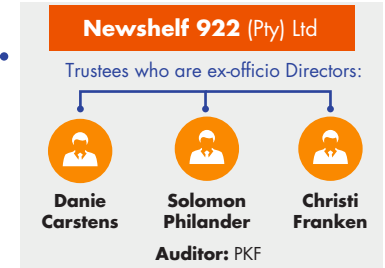 Newshelf 922 (Pty) Ltd
Trustees who are ex-officio Directors:
Danie Carstens
Solomon Philander
Christi Franken
Auditor: PKF